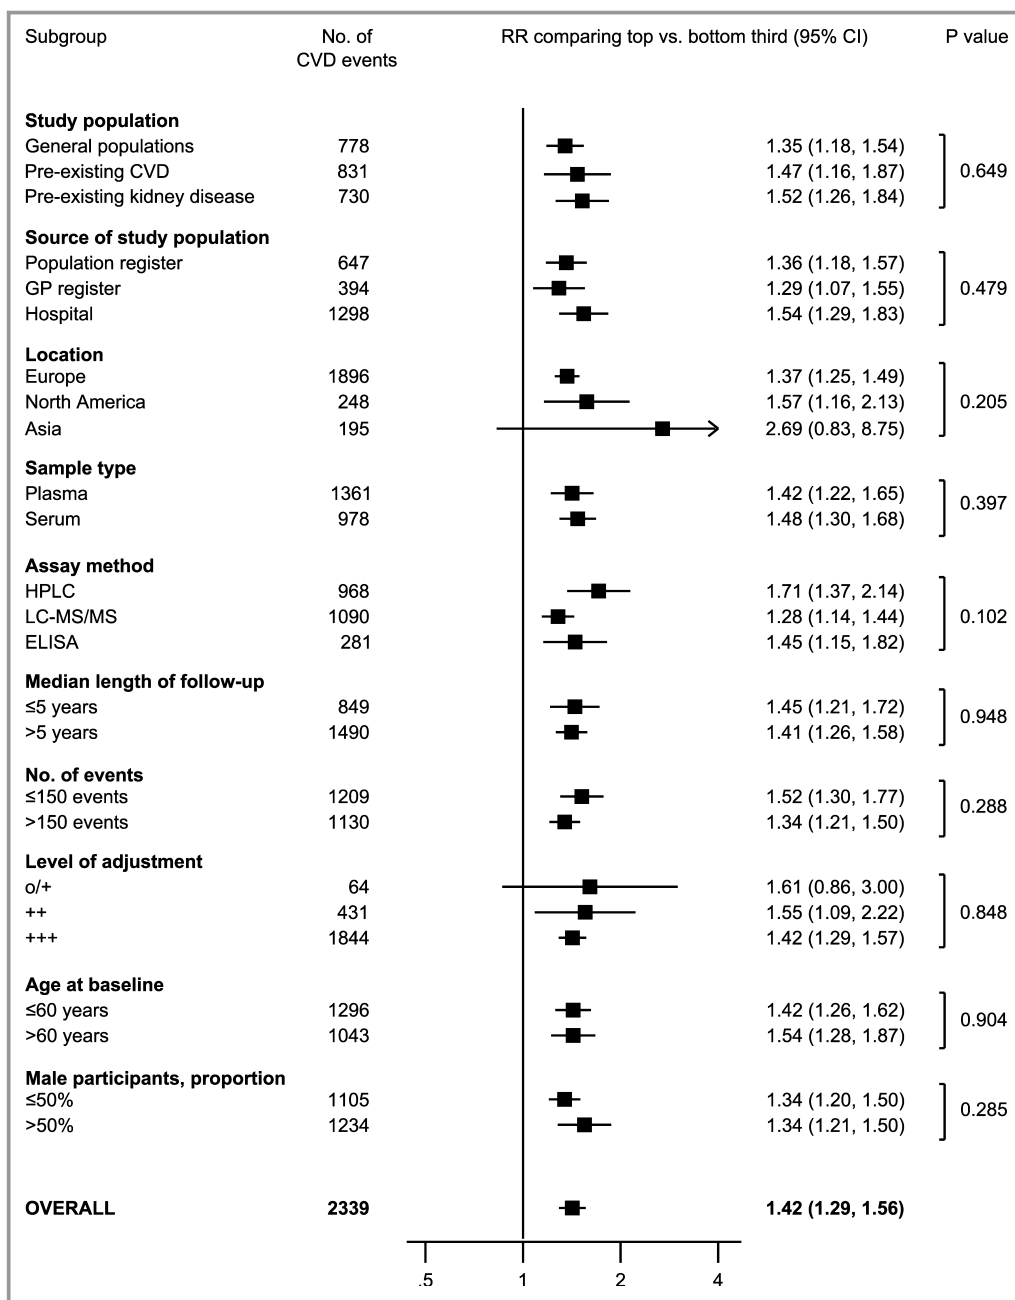 Subgroup No. of RR comparing top vs. bottom third (95% CI) P value
CVD events
Study population
General populations 778 1.35 (1.18, 1.54)
Pre-existing CVD 831 1.47 (1.16, 1.87) 0.649
Pre-existing kidney disease 730 1.52 (1.26, 1.84)
Source of study population
Population register 647 1.36 (1.18, 1.57)
GP register 394 1.29 (1.07, 1.55) 0.479
Hospital 1298 1.54 (1.29, 1.83)
Location
Europe 1896 1.37 (1.25, 1.49)
North America 248 1.57 (1.16, 2.13) 0.205
Asia 195 2.69 (0.83, 8.75)
Sample type
Plasma 1361 1.42 (1.22, 1.65)
0.397
Serum 978 1.48 (1.30, 1.68)
Assay method
HPLC 968 1.71 (1.37, 2.14)
LC-MS/MS 1090 1.28 (1.14, 1.44) 0.102
ELISA 281 1.45 (1.15, 1.82)
Median length of follow-up
≤5 years 849 1.45 (1.21, 1.72)
0.948
>5 years 1490 1.41 (1.26, 1.58)
No. of events
≤150 events 1209 1.52 (1.30, 1.77)
0.288
>150 events 1130 1.34 (1.21, 1.50)
Level of adjustment
o/+ 64 1.61 (0.86, 3.00)
++ 431 1.55 (1.09, 2.22) 0.848
+++ 1844 1.42 (1.29, 1.57)
Age at baseline
≤60 years 1296 1.42 (1.26, 1.62)
0.904
>60 years 1043 1.54 (1.28, 1.87)
Male participants, proportion
≤50% 1105 1.34 (1.20, 1.50)
0.285
>50% 1234 1.34 (1.21, 1.50)
OVERALL 2339 1.42 (1.29, 1.56)
.5 1 2 4